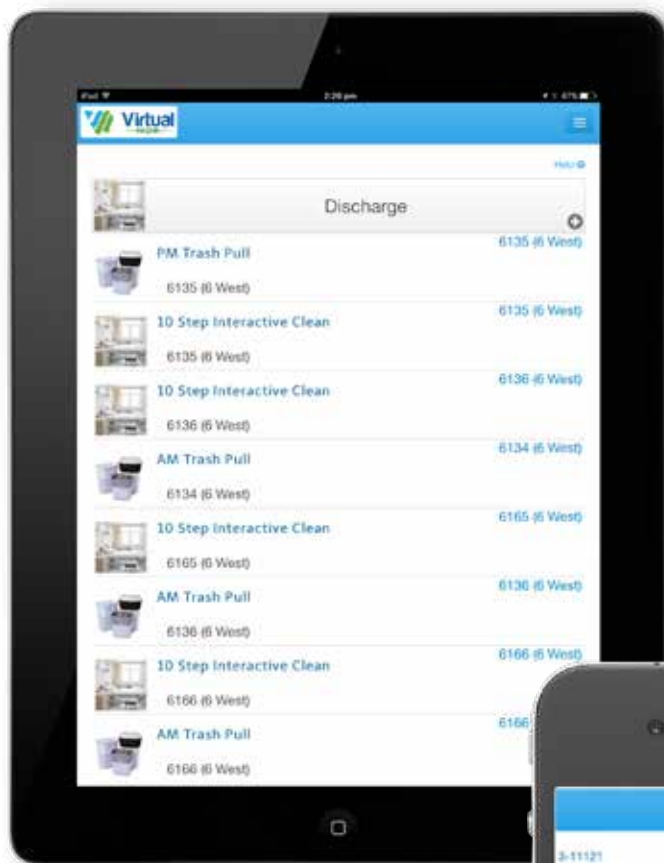 iPad
2:28 pm
47%
Virtual
Help
Discharge
PM Trash Pull
6135 (6 West)
6135 (6 West)
10 Step Interactive Clean
6135 (6 West)
6135 (6 West)
10 Step Interactive Clean
6136 (6 West)
6136 (6 West)
AM Trash Pull
6134 (6 West)
6134 (6 West)
10 Step Interactive Clean
6165 (6 West)
6165 (6 West)
AM Trash Pull
6136 (6 West)
6136 (6 West)
10 Step Interactive Clean
6166 (6 West)
6166 (6 West)
AM Trash Pull
6166
6166 (6 West)
3-11121